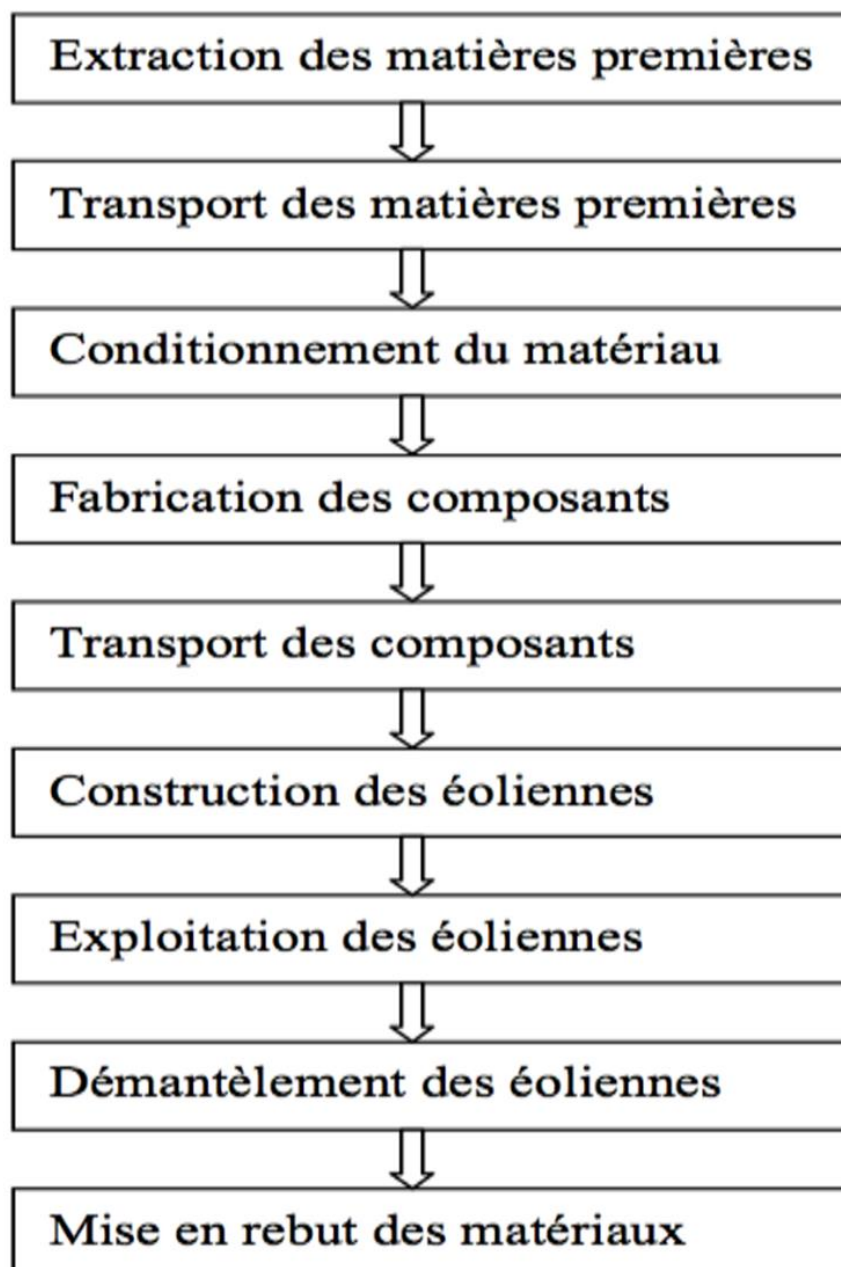 Extraction des matières premières
Transport des matières premières
Conditionnement du matériau
Fabrication des composants
Transport des composants
Construction des éoliennes
Exploitation des éoliennes
Démantèlement des éoliennes
Mise en rebut des matériaux